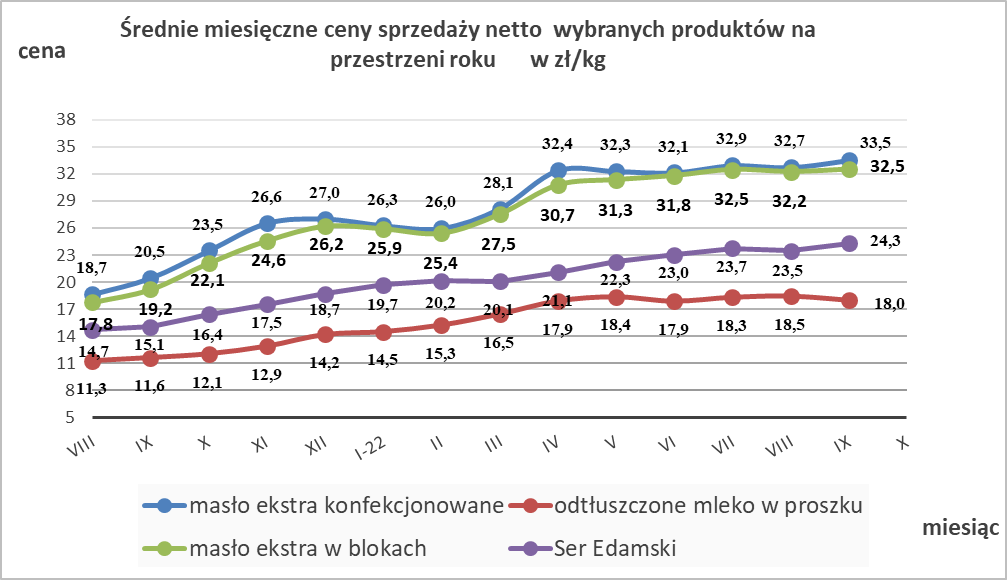 Średnie miesięczne ceny sprzedaży netto wybranych produktów na
przestrzeni roku w zł/kg
cena
38
35
32
29
26
23
20
17
14
11
8
5
18,7 20,5 23,5 26,6 27,0 26,3 26,0 28,1 32,4 32,3 32,1 32,9 32,7 33,5
17,8 19,2 22,1 24,6 26,2 25,9 25,4 27,5 30,7 31,3 31,8 32,5 32,2 32,5
14,7 15,1 16,4 17,5 18,7 19,7 20,2 20,1 21,1 22,3 23,0 23,7 23,5 24,3
11,3 11,6 12,1 12,9 14,2 14,5 15,3 16,5 17,9 18,4 17,9 18,3 18,5 18,0
VIII IX X XI XII I-22 II III IV V VI VII VIII IX X
masło ekstra konfekcjonowane odtłuszczone mleko w proszku
masło ekstra w blokach Ser Edamski
miesiąc